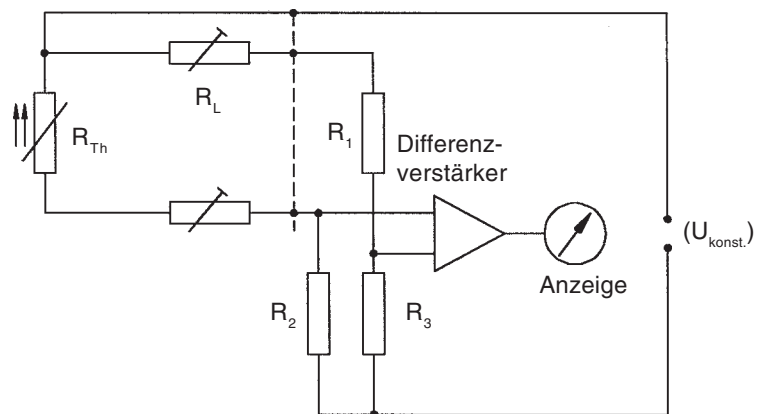 R_L
R_Th
R_1
Differenz-
verstärker
(U_konst.)
Anzeige
R_2
R_3